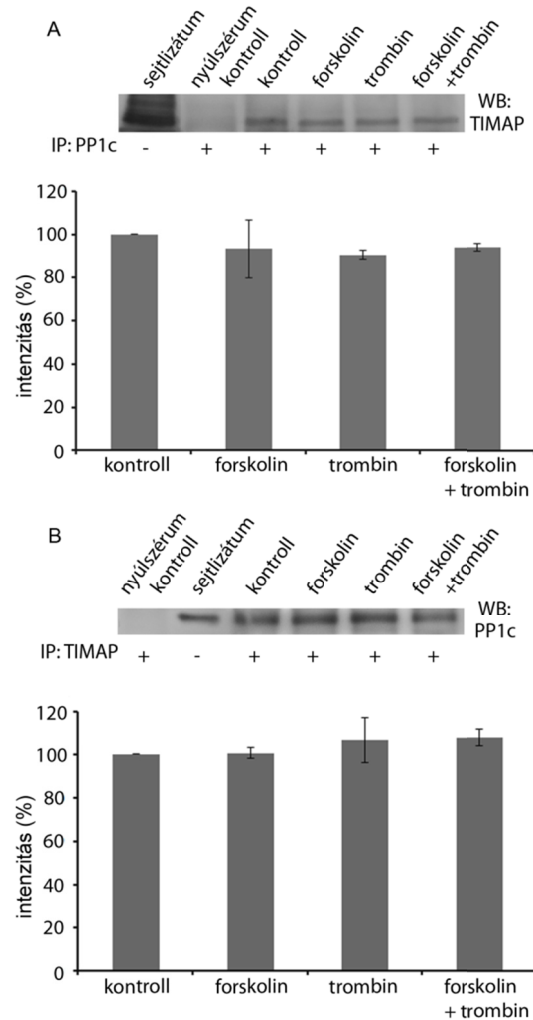 A
sejtlizátum
nyúlszérum
kontroll
kontroll
forskolin
trombin
forskolin
+trombin
WB:
TIMAP
IP: PP1c - + + + + +
intenzitás (%)
120
100
80
60
40
20
0
kontroll forskolin trombin forskolin
+ trombin
B
nyúlszérum
kontroll
sejtlizátum
kontroll
forskolin
trombin
forskolin
+trombin
WB:
PP1c
IP: TIMAP + - + + + +
intenzitás (%)
120
100
80
60
40
20
0
kontroll forskolin trombin forskolin
+ trombin